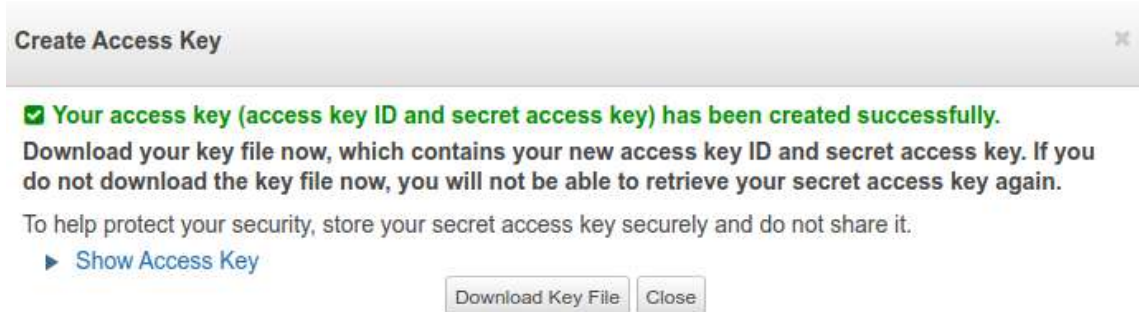 Create Access Key
Your access key (access key ID and secret access key) has been created successfully.
Download your key file now, which contains your new access key ID and secret access key. If you
do not download the key file now, you will not be able to retrieve your secret access key again.
To help protect your security, store your secret access key securely and do not share it.
Show Access Key
Download Key File Close